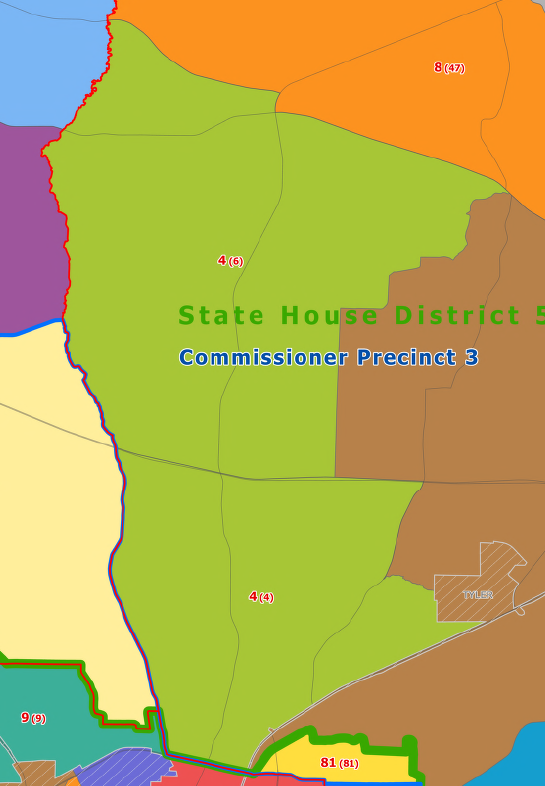 8 (47)
4 (6)
State House District 5
Commissioner Precinct 3
4 (4)
TYLER
9 (9)
81 (81)